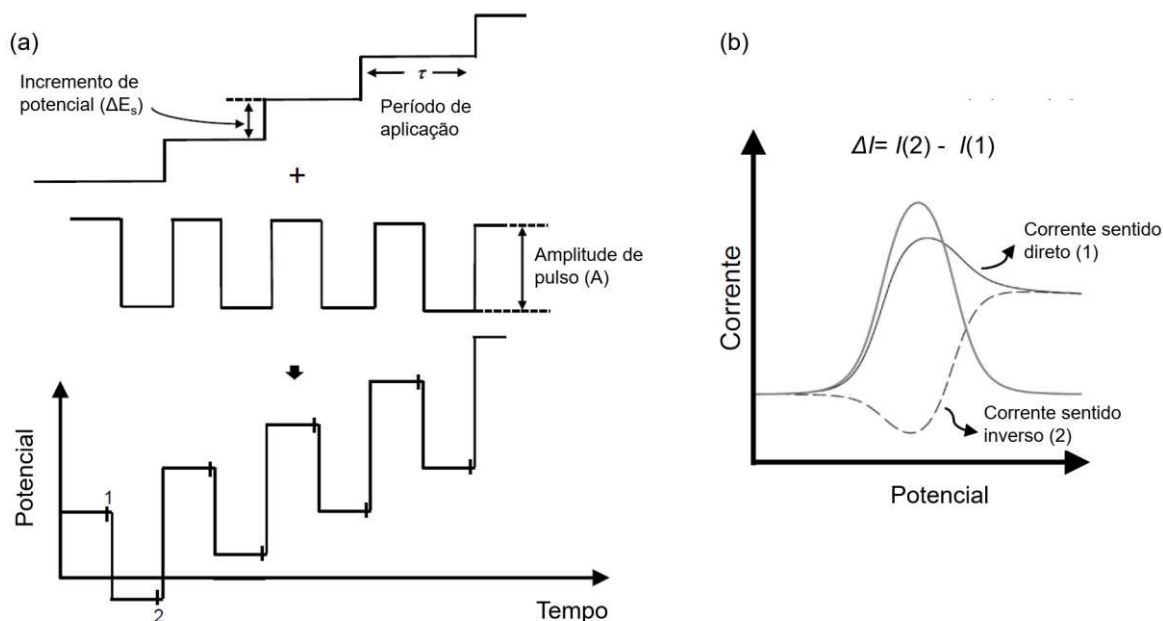 (a)
Incremento de
potencial (ΔEₛ)
τ
Período de
aplicação
+
Amplitude de
pulso (A)
Potencial
1
2
Tempo
(b)
ΔI= I(2) - I(1)
Corrente sentido
direto (1)
Corrente
Corrente sentido
inverso (2)
Potencial